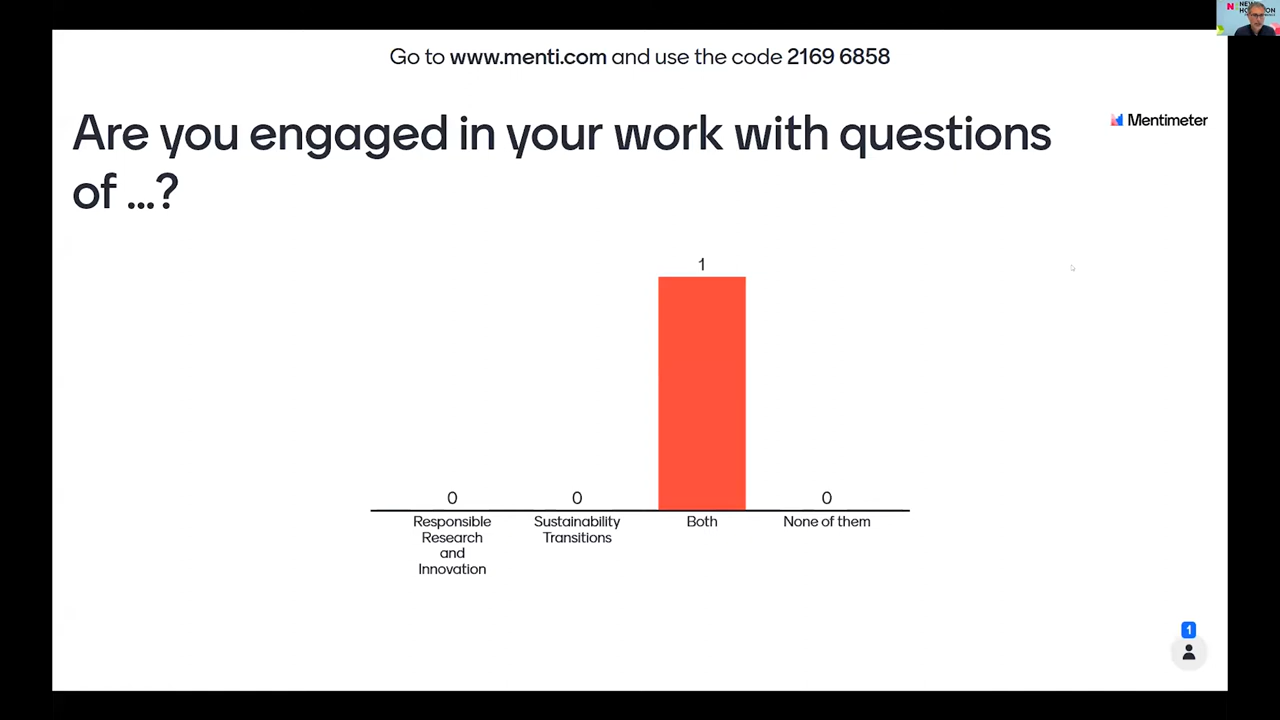 Go to www.menti.com and use the code 2169 6858
Are you engaged in your work with questions
of ...?
Mentimeter
1
0
0
0
Responsible
Research
and
Innovation
Sustainability
Transitions
Both
None of them
1